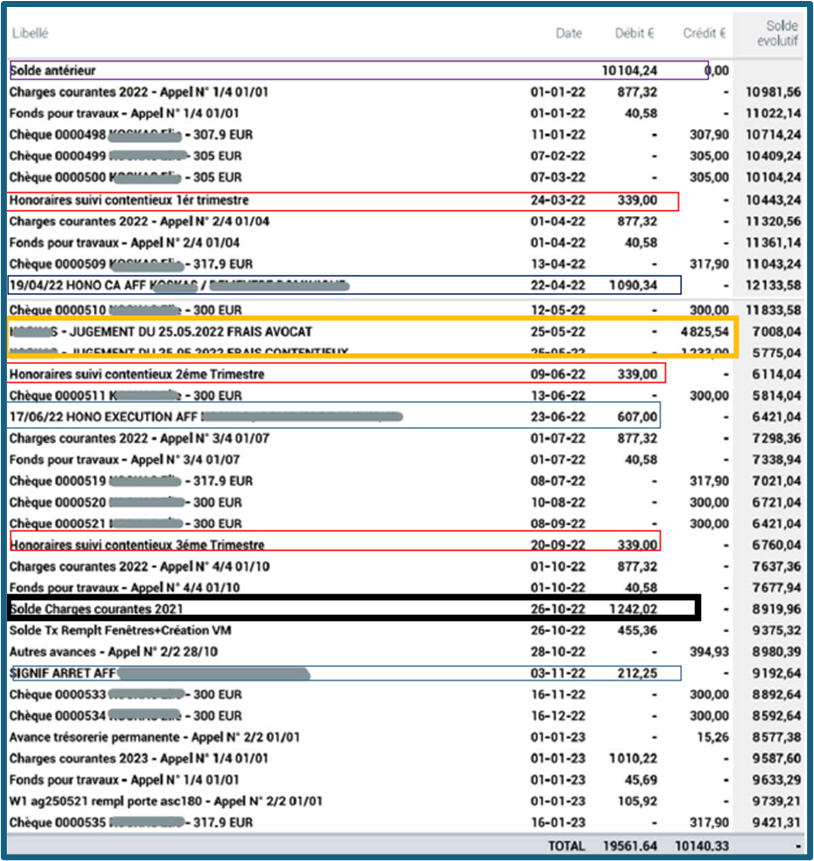 Libellé Date Débit € Crédit € Solde evolutif
Solde antérieur 10104,24 0,00
Charges courantes 2022 - Appel N° 1/4 01/01 01-01-22 877,32 - 10981,56
Fonds pour travaux - Appel N° 1/4 01/01 01-01-22 40,58 - 11022,14
Chèque 0000498 - 307.9 EUR 11-01-22 - 307,90 10714,24
Chèque 0000499 - 305 EUR 07-02-22 - 305,00 10409,24
Chèque 0000500 - 305 EUR 07-03-22 - 305,00 10104,24
Honoraires suivi contentieux 1ér trimestre 24-03-22 339,00 - 10443,24
Charges courantes 2022 - Appel N° 2/4 01/04 01-04-22 877,32 - 11320,56
Fonds pour travaux - Appel N° 2/4 01/04 01-04-22 40,58 - 11361,14
Chèque 0000509 - 317.9 EUR 13-04-22 - 317,90 11043,24
19/04/22 HONO CA AFF / 22-04-22 1090,34 - 12133,58
Chèque 0000510 - 300 EUR 12-05-22 - 300,00 11833,58
S - JUGEMENT DU 25.05.2022 FRAIS AVOCAT 25-05-22 - 4825,54 7008,04
- JUGEMENT DU 25.05.2022 FRAIS CONTENTIEUX 25-05-22 - 1233,00 5775,04
Honoraires suivi contentieux 2éme Trimestre 09-06-22 339,00 - 6114,04
Chèque 0000511 - 300 EUR 13-06-22 - 300,00 5814,04
17/06/22 HONO EXECUTION AFF 23-06-22 607,00 - 6421,04
Charges courantes 2022 - Appel N° 3/4 01/07 01-07-22 877,32 - 7298,36
Fonds pour travaux - Appel N° 3/4 01/07 01-07-22 40,58 - 7338,94
Chèque 0000519 - 317.9 EUR 08-07-22 - 317,90 7021,04
Chèque 0000520 - 300 EUR 10-08-22 - 300,00 6721,04
Chèque 0000521 - 300 EUR 08-09-22 - 300,00 6421,04
Honoraires suivi contentieux 3éme Trimestre 20-09-22 339,00 - 6760,04
Charges courantes 2022 - Appel N° 4/4 01/10 01-10-22 877,32 - 7637,36
Fonds pour travaux - Appel N° 4/4 01/10 01-10-22 40,58 - 7677,94
Solde Charges courantes 2021 26-10-22 1242,02 - 8919,96
Solde Tx Remplt Fenêtres+Création VM 26-10-22 455,36 - 9375,32
Autres avances - Appel N° 2/2 28/10 28-10-22 - 394,93 8980,39
SIGNIF ARRET AFF 03-11-22 212,25 - 9192,64
Chèque 0000533 - 300 EUR 16-11-22 - 300,00 8892,64
Chèque 0000534 - 300 EUR 16-12-22 - 300,00 8592,64
Avance trésorerie permanente - Appel N° 2/2 01/01 01-01-23 - 15,26 8577,38
Charges courantes 2023 - Appel N° 1/4 01/01 01-01-23 1010,22 - 9587,60
Fonds pour travaux - Appel N° 1/4 01/01 01-01-23 45,69 - 9633,29
W1 ag250521 rempl porte asc180 - Appel N° 2/2 01/01 01-01-23 105,92 - 9739,21
Chèque 0000535 - 317.9 EUR 16-01-23 - 317,90 9421,31
TOTAL 19561.64 10140.33 -